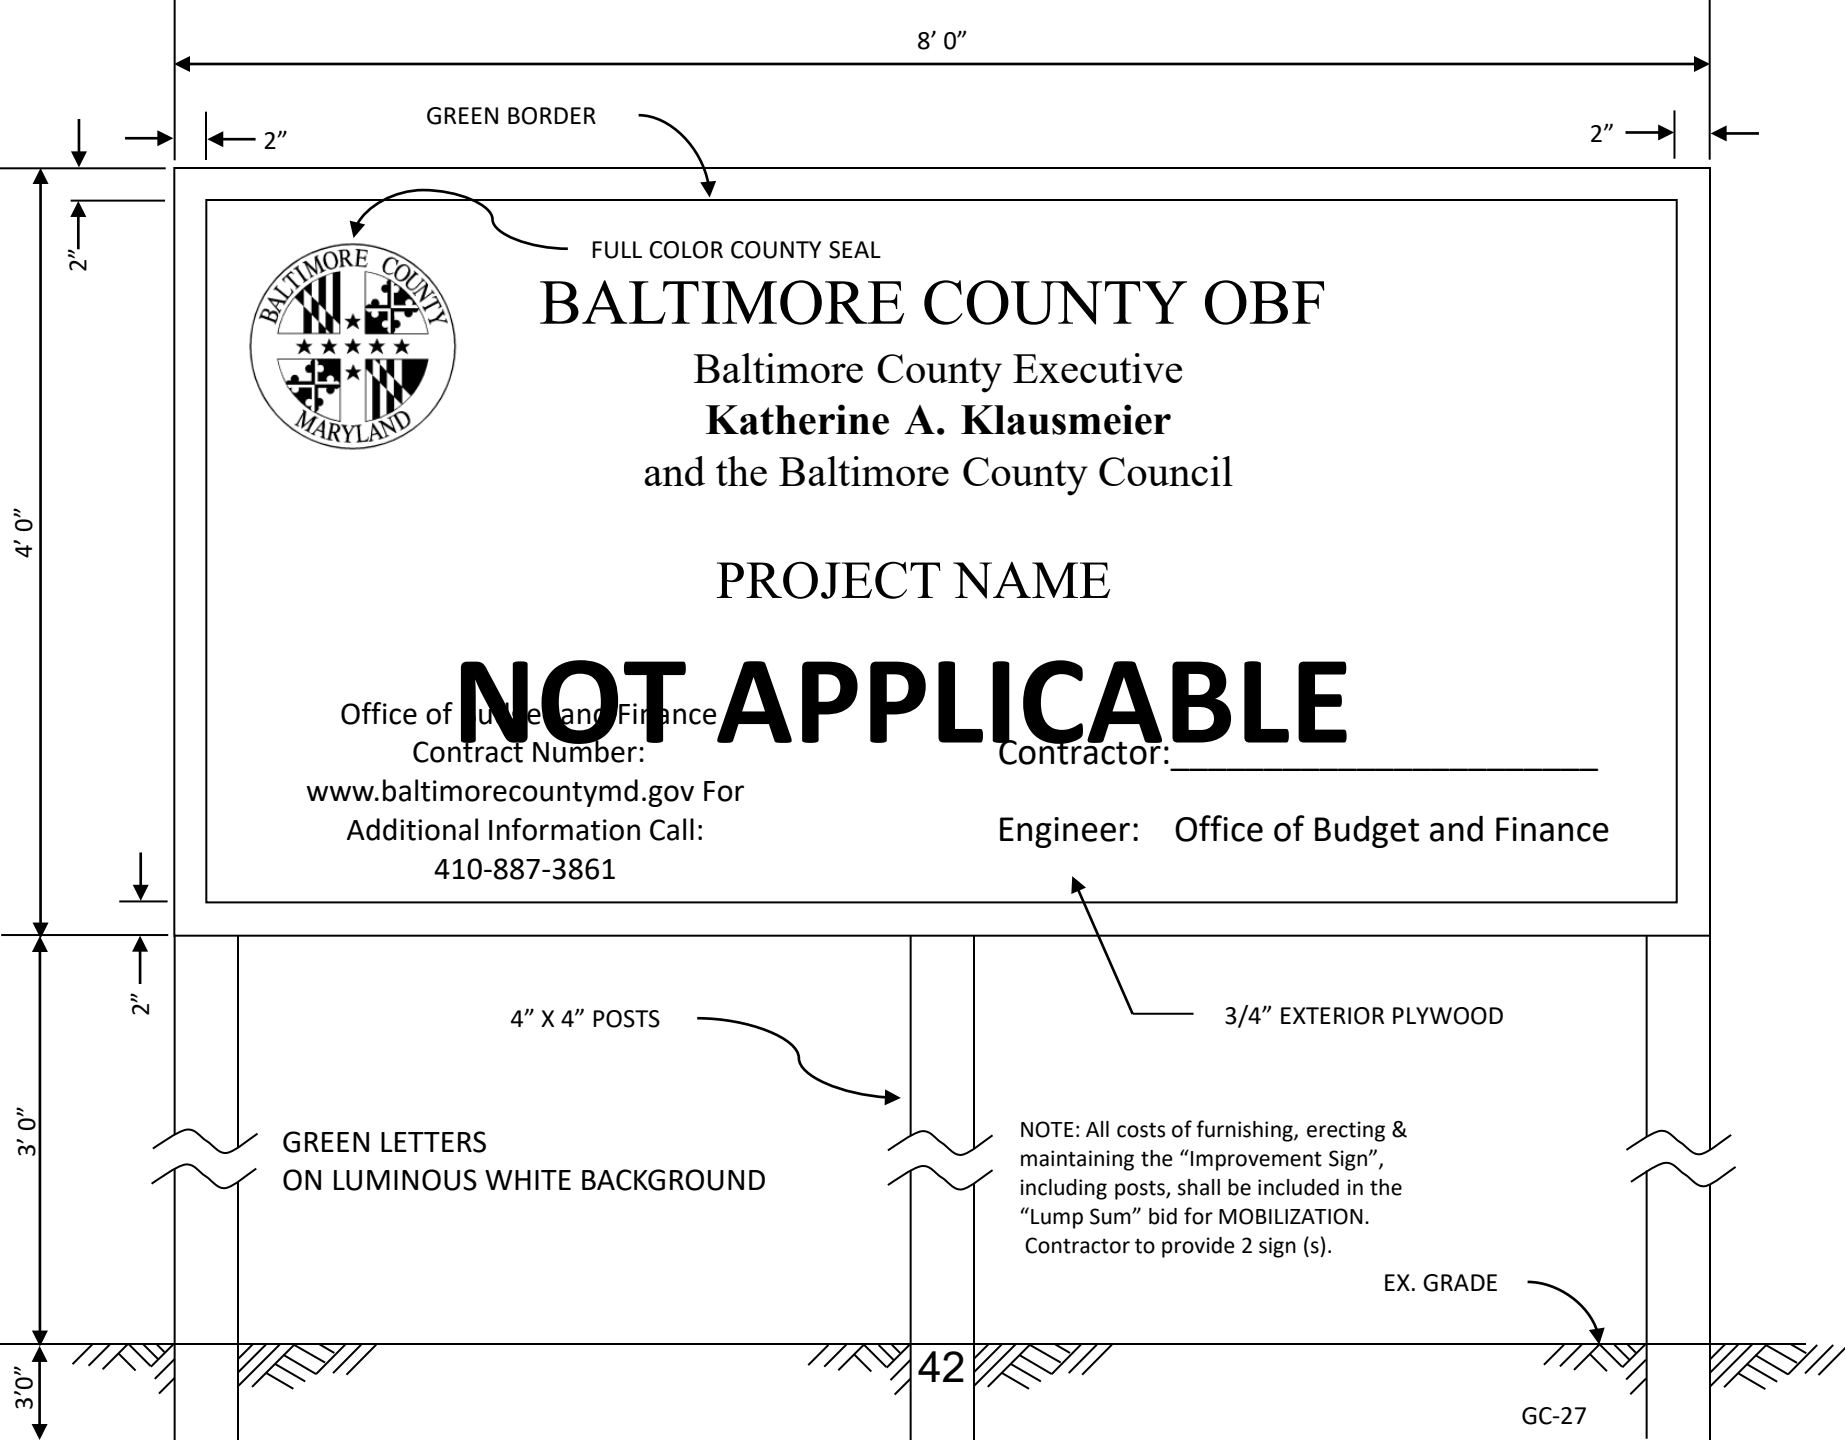 8’ 0”
GREEN BORDER
2”
2”
2”
FULL COLOR COUNTY SEAL
BALTIMORE COUNTY
MARYLAND
BALTIMORE COUNTY OBF
Baltimore County Executive
Katherine A. Klausmeier
and the Baltimore County Council
4’ 0”
PROJECT NAME
NOT APPLICABLE
Office of Budget and Finance
Contract Number:
www.baltimorecountymd.gov For
Additional Information Call:
410-887-3861
Contractor:_______________________
Engineer: Office of Budget and Finance
2”
4” X 4” POSTS
3/4” EXTERIOR PLYWOOD
3’ 0”
GREEN LETTERS
ON LUMINOUS WHITE BACKGROUND
NOTE: All costs of furnishing, erecting &
maintaining the “Improvement Sign”,
including posts, shall be included in the
“Lump Sum” bid for MOBILIZATION.
Contractor to provide 2 sign (s).
EX. GRADE
42
3’0”
GC-27